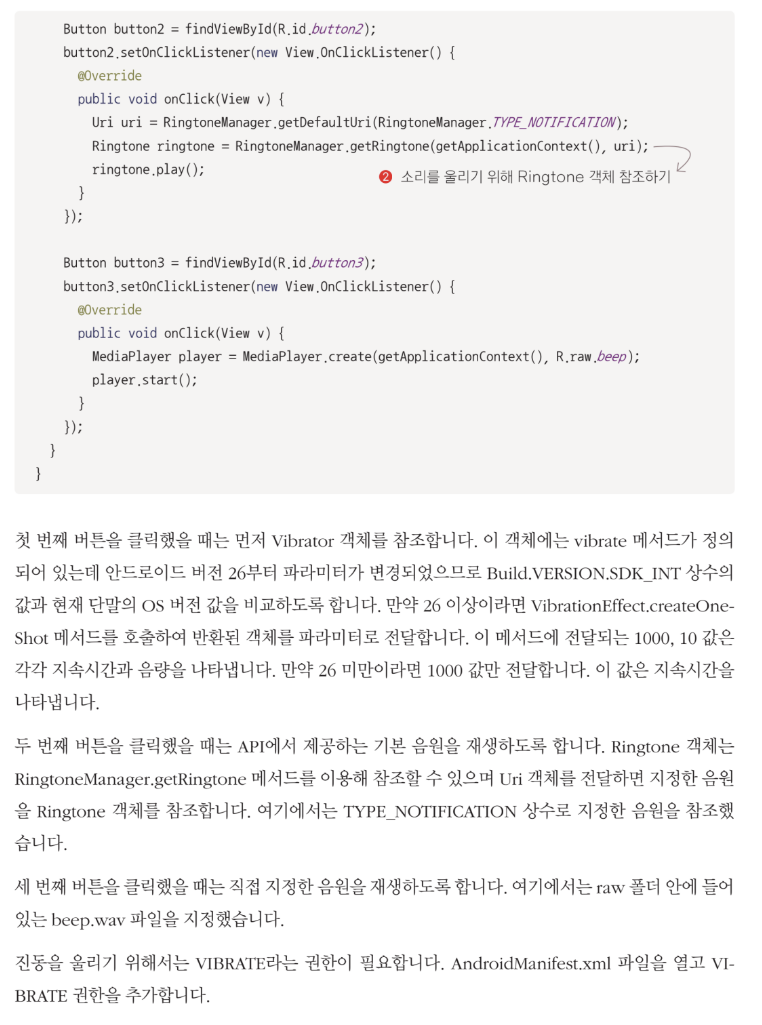 Button button2 = findViewById(R.id.button2);
button2.setOnClickListener(new View.OnClickListener() {
@Override
public void onClick(View v) {
Uri uri = RingtoneManager.getDefaultUri(RingtoneManager.TYPE_NOTIFICATION);
Ringtone ringtone = RingtoneManager.getRingtone(getApplicationContext(), uri);
ringtone.play();
❷ 소리를 울리기 위해 Ringtone 객체 참조하기
}
});
Button button3 = findViewById(R.id.button3);
button3.setOnClickListener(new View.OnClickListener() {
@Override
public void onClick(View v) {
MediaPlayer player = MediaPlayer.create(getApplicationContext(), R.raw.beep);
player.start();
}
});
}
}
첫 번째 버튼을 클릭했을 때는 먼저 Vibrator 객체를 참조합니다. 이 객체에는 vibrate 메서드가 정의
되어 있는데 안드로이드 버전 26부터 파라미터가 변경되었으므로 Build.VERSION.SDK_INT 상수의
값과 현재 단말의 OS 버전 값을 비교하도록 합니다. 만약 26 이상이라면 VibrationEffect.createOne-
Shot 메서드를 호출하여 반환된 객체를 파라미터로 전달합니다. 이 메서드에 전달되는 1000, 10 값은
각각 지속시간과 음량을 나타냅니다. 만약 26 미만이라면 1000 값만 전달합니다. 이 값은 지속시간을
나타냅니다.
두 번째 버튼을 클릭했을 때는 API에서 제공하는 기본 음원을 재생하도록 합니다. Ringtone 객체는
RingtoneManager.getRingtone 메서드를 이용해 참조할 수 있으며 Uri 객체를 전달하면 지정한 음원
을 Ringtone 객체를 참조합니다. 여기에서는 TYPE_NOTIFICATION 상수로 지정한 음원을 참조했
습니다.
세 번째 버튼을 클릭했을 때는 직접 지정한 음원을 재생하도록 합니다. 여기에서는 raw 폴더 안에 들어
있는 beep.wav 파일을 지정했습니다.
진동을 울리기 위해서는 VIBRATE라는 권한이 필요합니다. AndroidManifest.xml 파일을 열고 VI-
BRATE 권한을 추가합니다.